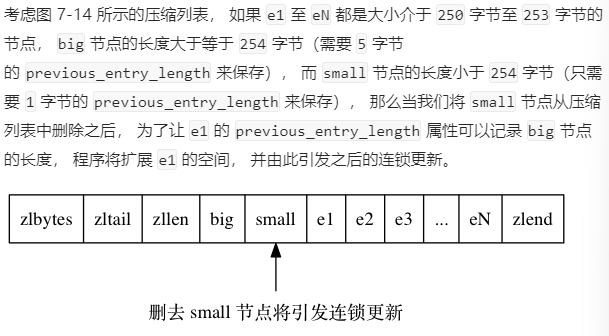 考虑图 7-14 所示的压缩列表， 如果 e1 至 eN 都是大小介于 250 字节至 253 字节的
节点， big 节点的长度大于等于 254 字节（需要 5 字节
的 previous_entry_length 来保存）， 而 small 节点的长度小于 254 字节（只需
要 1 字节的 previous_entry_length 来保存）， 那么当我们将 small 节点从压缩
列表中删除之后， 为了让 e1 的 previous_entry_length 属性可以记录 big 节点
的长度， 程序将扩展 e1 的空间， 并由此引发之后的连锁更新。
zlbytes zltail zllen big small e1 e2 e3 ... eN zlend
删去 small 节点将引发连锁更新